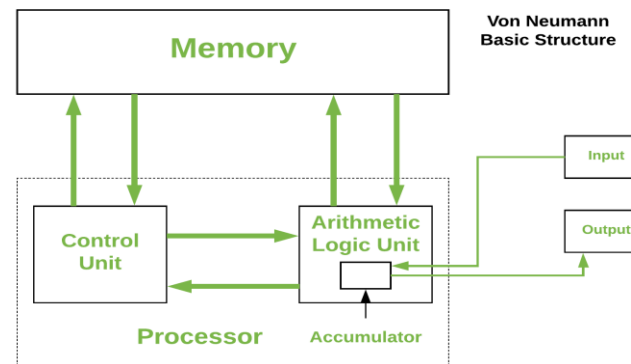 Von Neumann
Basic Structure
Memory
Input
Output
Control
Unit
Arithmetic
Logic Unit
Accumulator
Processor